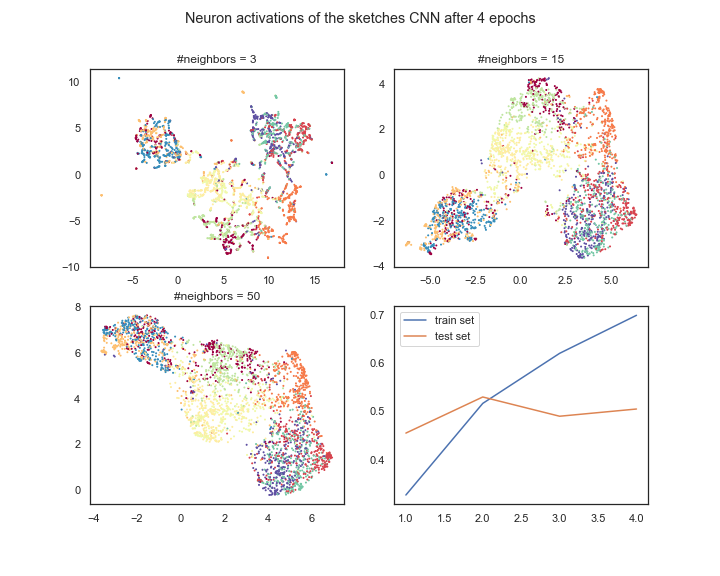 Neuron activations of the sketches CNN after 4 epochs
#neighbors = 3
10
5
0
−5
−10
−5 0 5 10 15
#neighbors = 15
4
2
0
−2
−4
−5.0 −2.5 0.0 2.5 5.0
#neighbors = 50
8
6
4
2
0
−4 −2 0 2 4 6
train set
test set
0.7
0.6
0.5
0.4
1.0 1.5 2.0 2.5 3.0 3.5 4.0